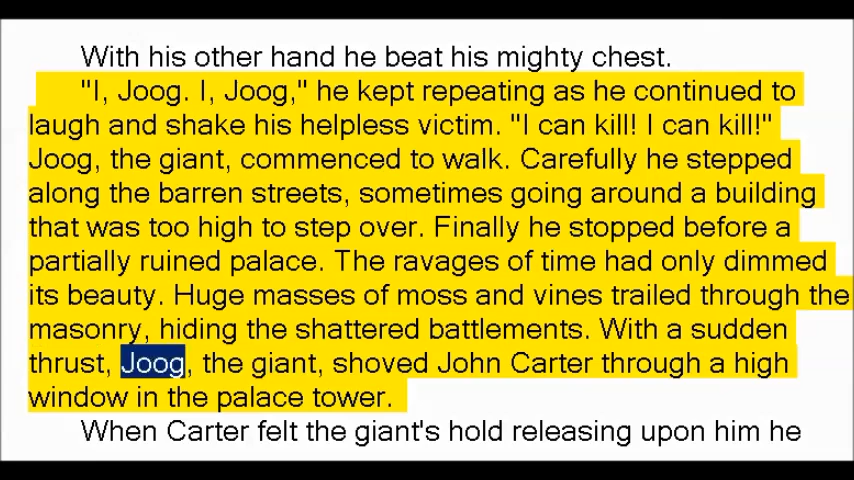 With his other hand he beat his mighty chest.
"I, Joog. I, Joog," he kept repeating as he continued to
laugh and shake his helpless victim. "I can kill! I can kill!"
Joog, the giant, commenced to walk. Carefully he stepped
along the barren streets, sometimes going around a building
that was too high to step over. Finally he stopped before a
partially ruined palace. The ravages of time had only dimmed
its beauty. Huge masses of moss and vines trailed through the
masonry, hiding the shattered battlements. With a sudden
thrust, Joog, the giant, shoved John Carter through a high
window in the palace tower.
When Carter felt the giant's hold releasing upon him he